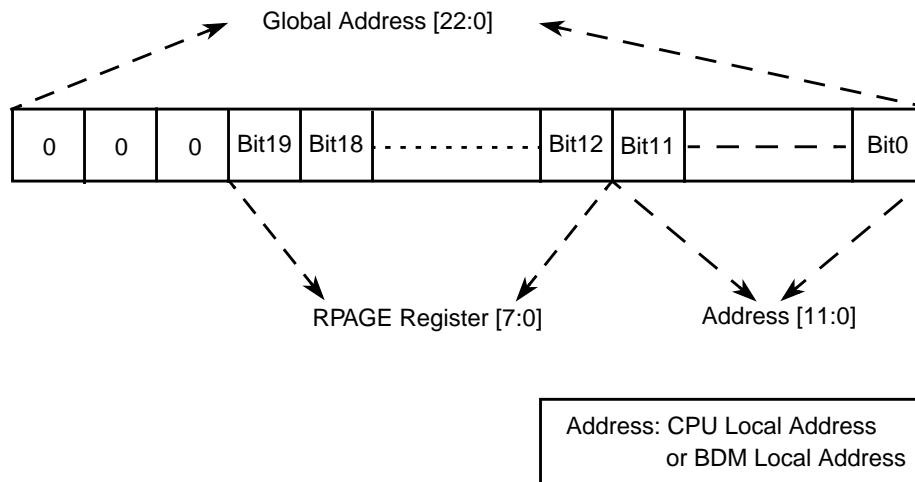 Global Address [22:0]
0 0 0 Bit19 Bit18 Bit12 Bit11 Bit0
RPAGE Register [7:0] Address [11:0]
Address: CPU Local Address
or BDM Local Address